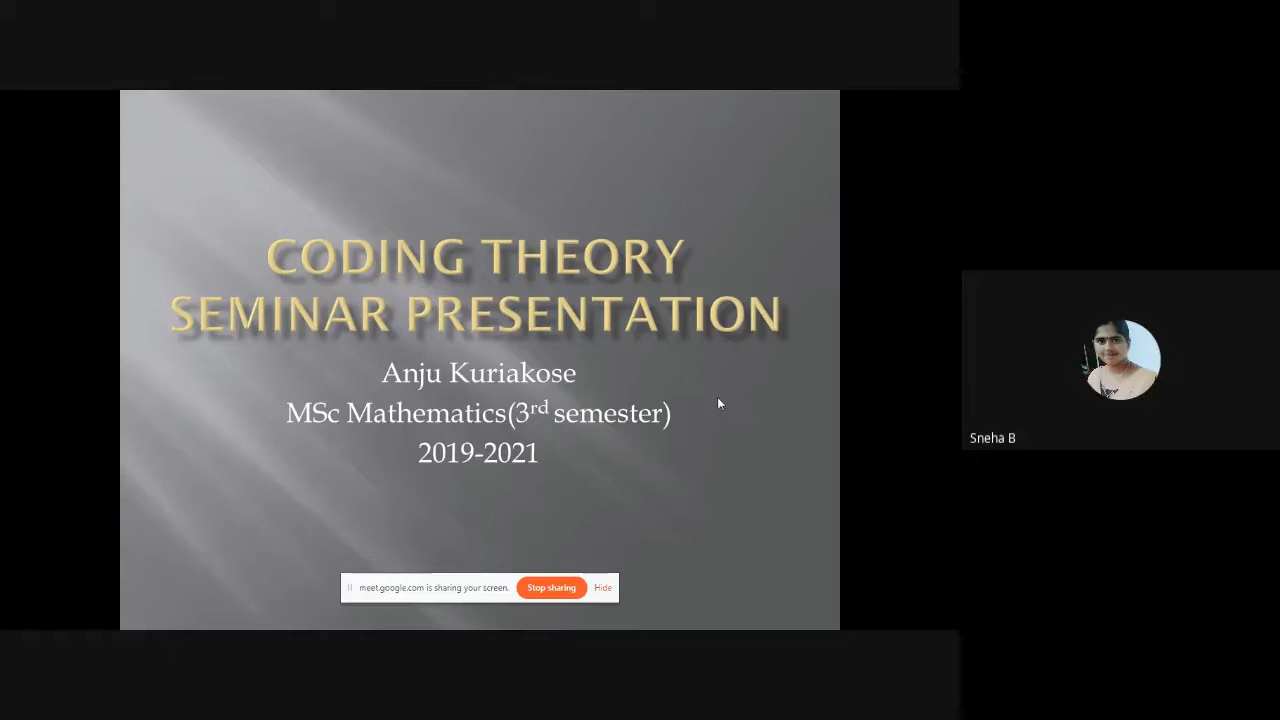 CODING THEORY
SEMINAR PRESENTATION
Anju Kuriakose
MSc Mathematics(3rd semester)
2019-2021
meet.google.com is sharing your screen. Stop sharing Hide
Sneha B